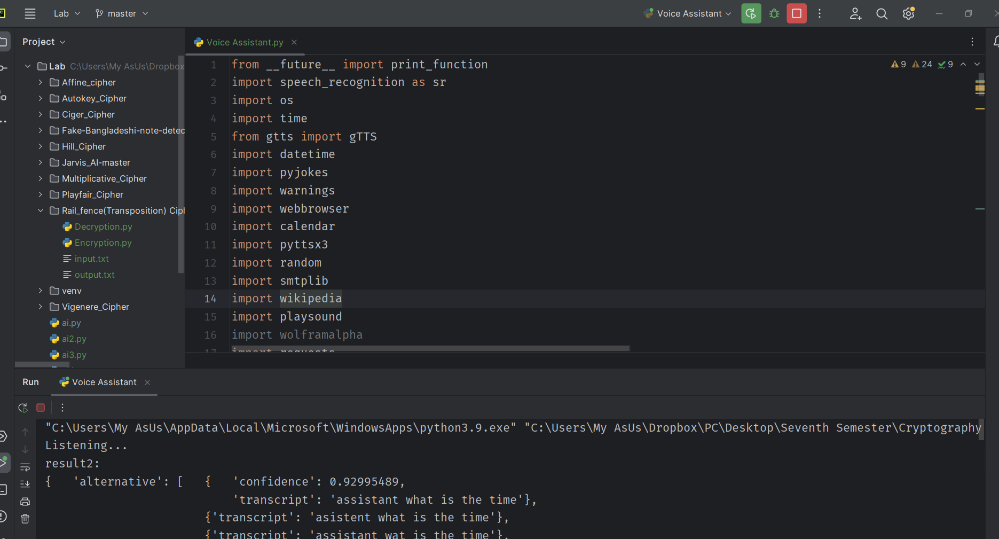 Lab
master
Voice Assistant
Project
Voice Assistant.py
Lab C:\Users\My AsUs\Dropbox
Affine_cipher
Autokey_Cipher
Ciger_Cipher
Fake-Bangladeshi-note-detec
Hill_Cipher
Jarvis_AI-master
Multiplicative_Cipher
Playfair_Cipher
Rail_fence(Transposition) Ciph
Decryption.py
Encryption.py
input.txt
output.txt
venv
Vigenere_Cipher
ai.py
ai2.py
ai3.py
9 24 9
1 from __future__ import print_function
2 import speech_recognition as sr
3 import os
4 import time
5 from gtts import gTTS
6 import datetime
7 import pyjokes
8 import warnings
9 import webbrowser
10 import calendar
11 import pyttsx3
12 import random
13 import smtplib
14 import wikipedia
15 import playsound
16 import wolframalpha
17 import requests
Run
Voice Assistant
"C:\Users\My AsUs\AppData\Local\Microsoft\WindowsApps\python3.9.exe" "C:\Users\My AsUs\Dropbox\PC\Desktop\Seventh Semester\Cryptography
Listening...
result2:
{   'alternative': [   {   'confidence': 0.92995489,
'transcript': 'assistant what is the time'},
{'transcript': 'asistent what is the time'},
{'transcript': 'assistant wat is the time'},